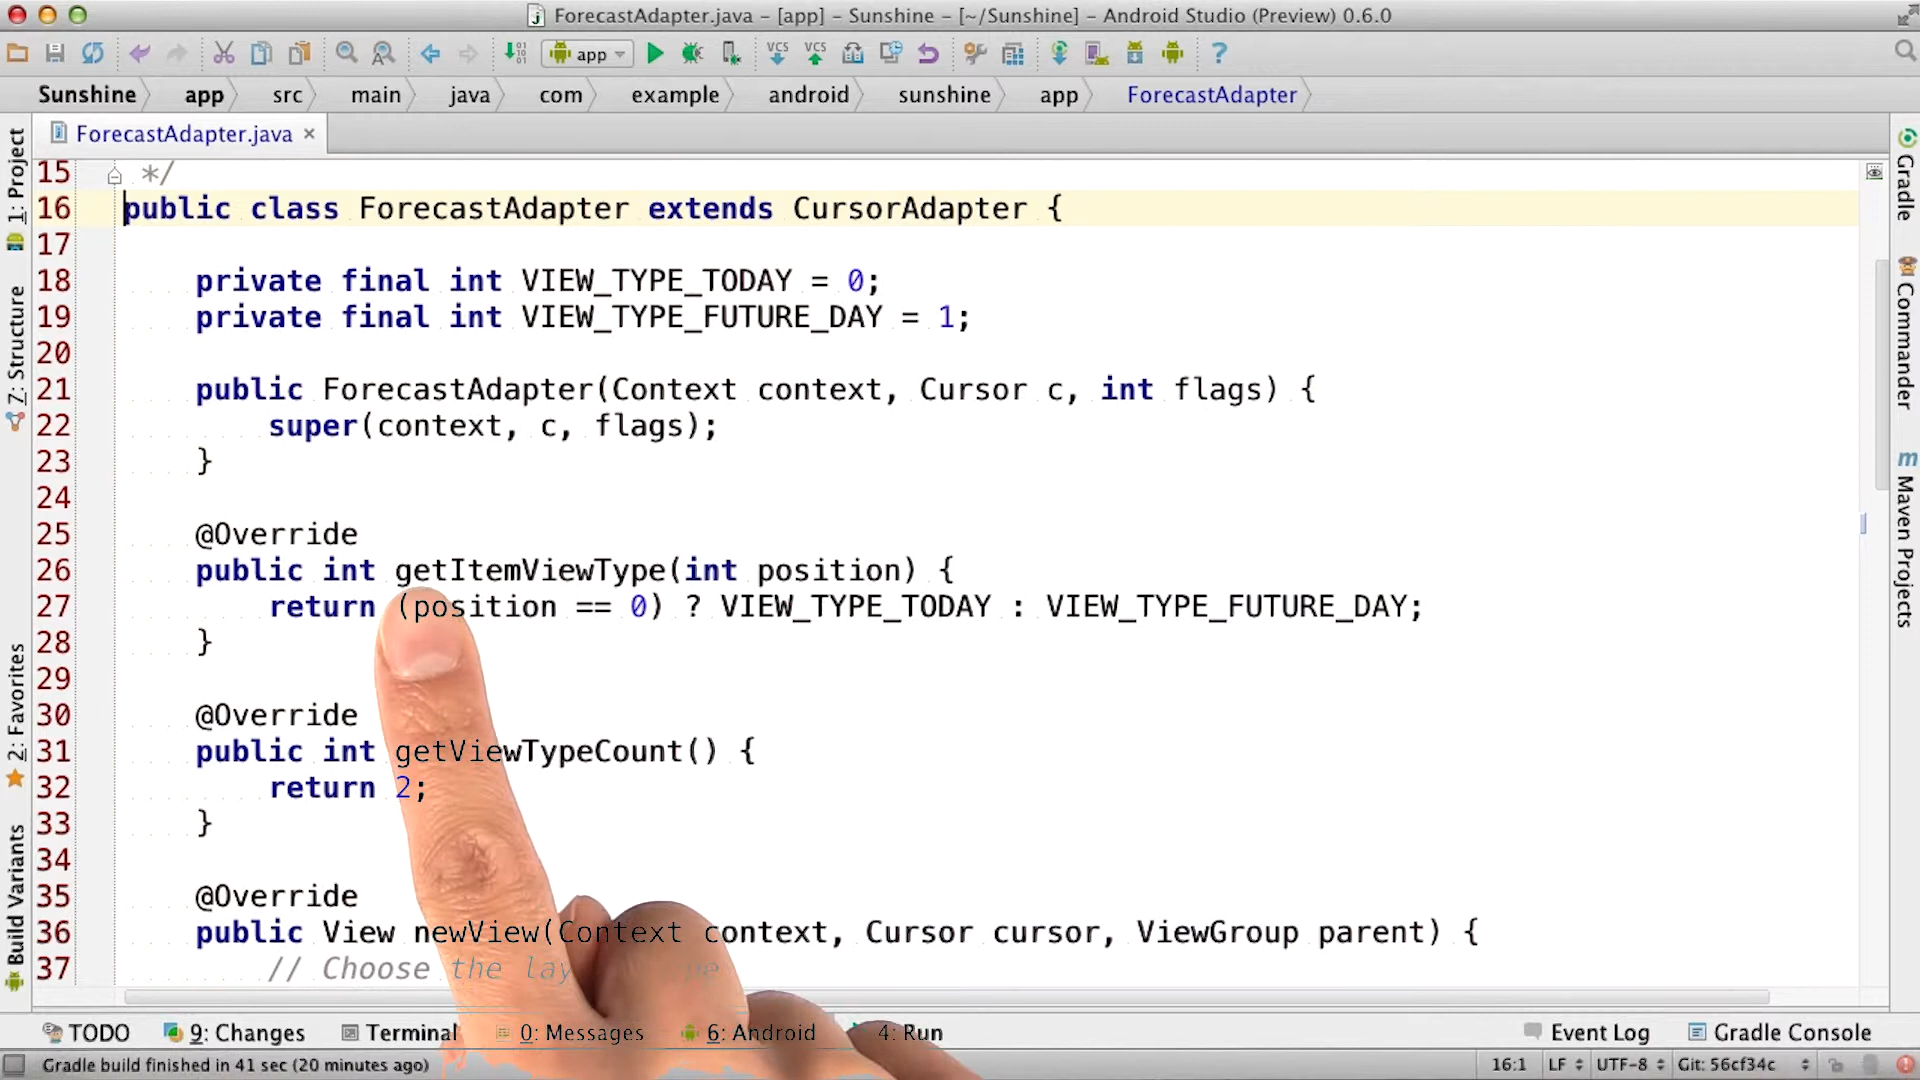 ForecastAdapter.java – [app] – Sunshine – [~/Sunshine] – Android Studio (Preview) 0.6.0
app
Sunshine app src main java com example android sunshine app ForecastAdapter
ForecastAdapter.java
15 */
16 public class ForecastAdapter extends CursorAdapter {
17
18 private final int VIEW_TYPE_TODAY = 0;
19 private final int VIEW_TYPE_FUTURE_DAY = 1;
20
21 public ForecastAdapter(Context context, Cursor c, int flags) {
22 super(context, c, flags);
23 }
24
25 @Override
26 public int getItemViewType(int position) {
27 return (position == 0) ? VIEW_TYPE_TODAY : VIEW_TYPE_FUTURE_DAY;
28 }
29
30 @Override
31 public int getViewTypeCount() {
32 return 2;
33 }
34
35 @Override
36 public View newView(Context context, Cursor cursor, ViewGroup parent) {
37 // Choose the
1: Project
7: Structure
2: Favorites
Build Variants
Gradle
Commander
Maven Projects
TODO 9: Changes Terminal 0: Messages 6: Android 4: Run Event Log Gradle Console
Gradle build finished in 41 sec (20 minutes ago) 16:1 LF UTF-8 Git: 56cf34c